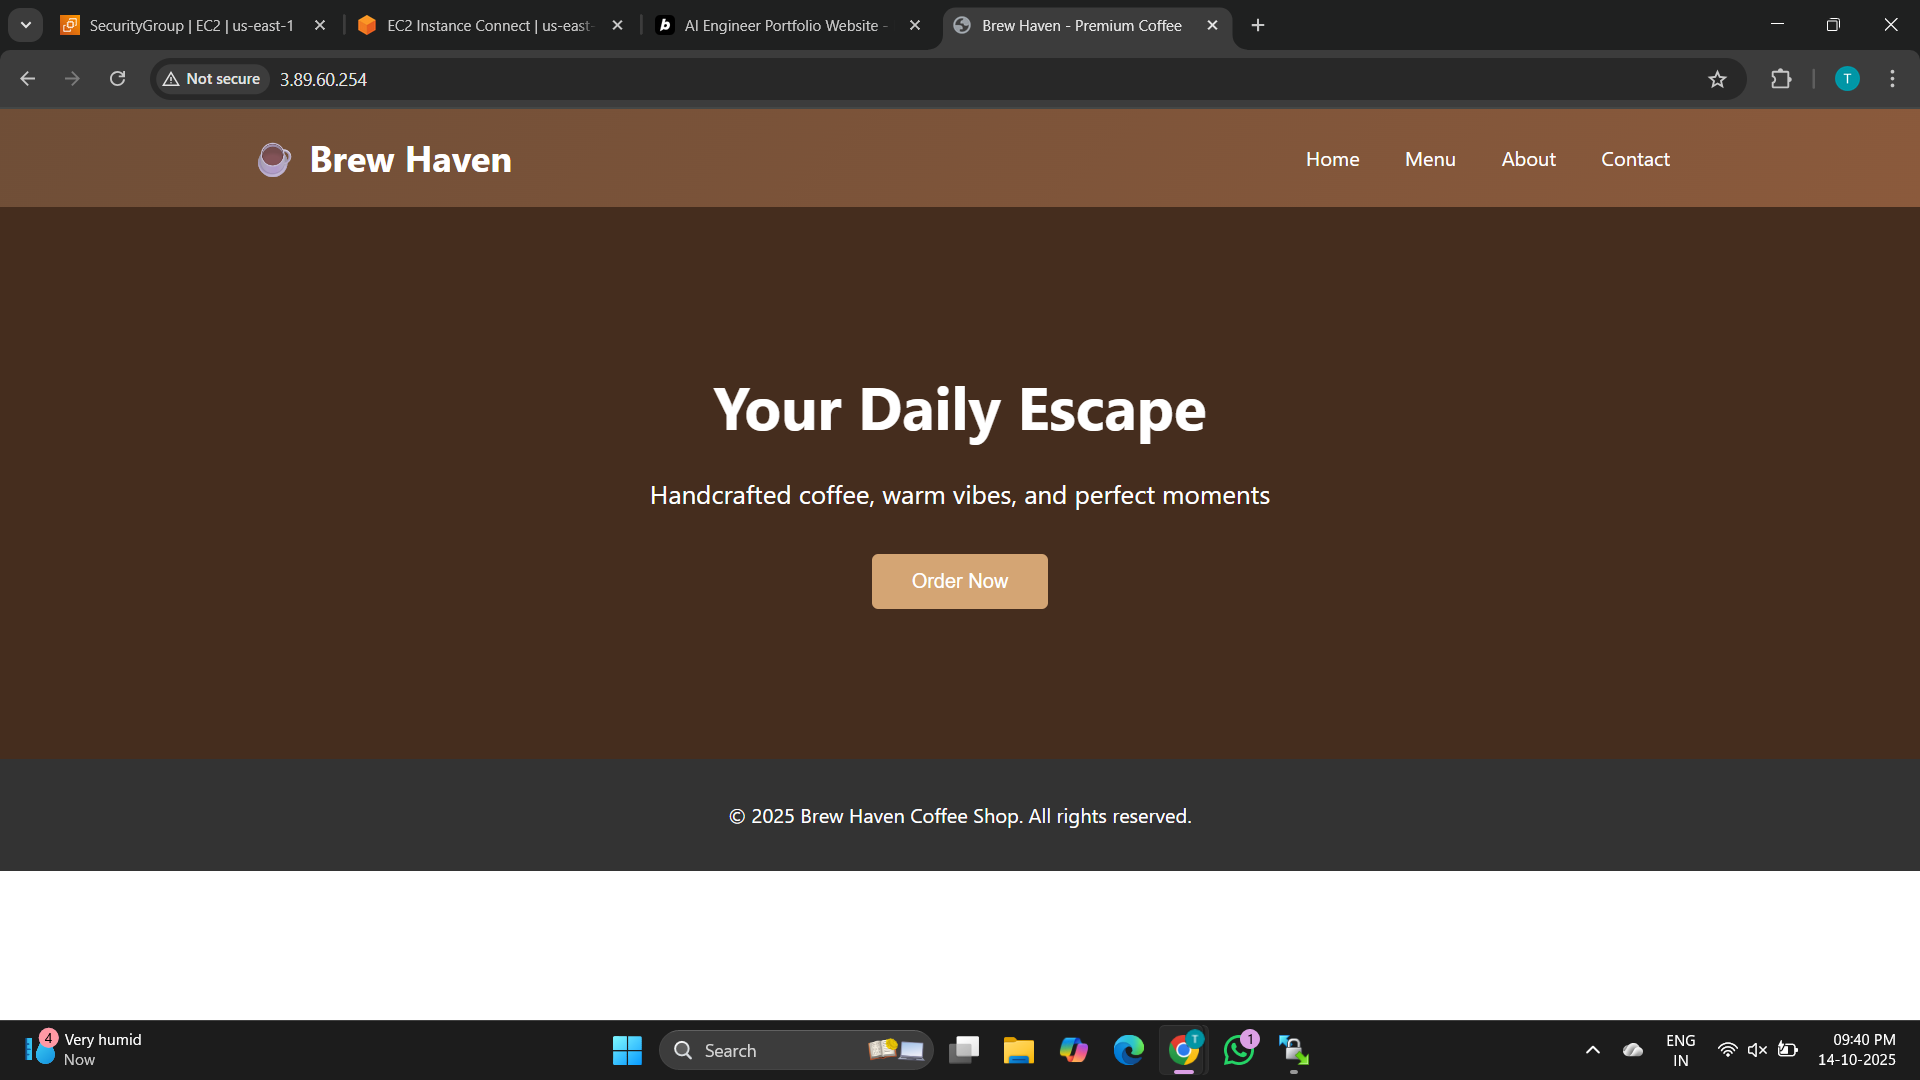 SecurityGroup | EC2 | us-east-1
EC2 Instance Connect | us-east-
AI Engineer Portfolio Website -
Brew Haven - Premium Coffee
Not secure
3.89.60.254
T
Brew Haven
Home
Menu
About
Contact
Your Daily Escape
Handcrafted coffee, warm vibes, and perfect moments
Order Now
© 2025 Brew Haven Coffee Shop. All rights reserved.
4
Very humid
Now
Search
T
1
ENG
IN
09:40 PM
14-10-2025